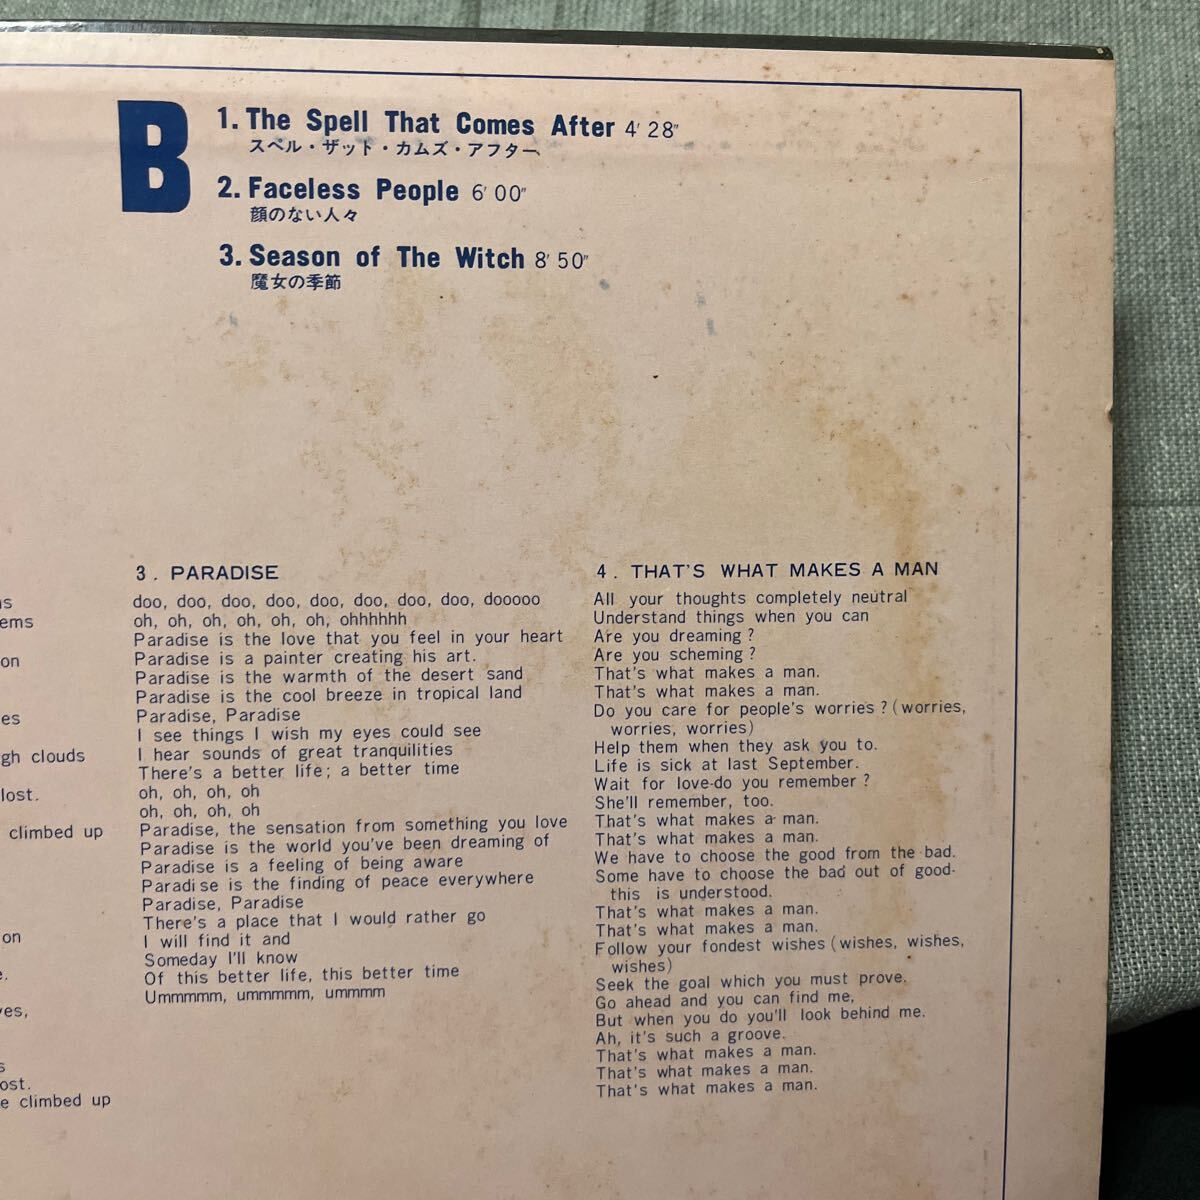 B
1. The Spell That Comes After 4′28″
スペル・ザット・カムズ・アフター
2. Faceless People 6′00″
顔のない人々
3. Season of The Witch 8′50″
魔女の季節
ns
ems
on
es
gh clouds
lost.
climbed up
on
e.
ves,
s
ost.
e climbed up
3. PARADISE
doo, doo, doo, doo, doo, doo, doo, doo, dooooo
oh, oh, oh, oh, oh, oh, ohhhhhh
Paradise is the love that you feel in your heart
Paradise is a painter creating his art.
Paradise is the warmth of the desert sand
Paradise is the cool breeze in tropical land
Paradise, Paradise
I see things I wish my eyes could see
I hear sounds of great tranquilities
There's a better life; a better time
oh, oh, oh, oh
oh, oh, oh, oh
Paradise, the sensation from something you love
Paradise is the world you've been dreaming of
Paradise is a feeling of being aware
Paradise is the finding of peace everywhere
Paradise, Paradise
There's a place that I would rather go
I will find it and
Someday I'll know
Of this better life, this better time
Ummmmm, ummmmm, ummmm
4. THAT'S WHAT MAKES A MAN
All your thoughts completely neutral
Understand things when you can
Are you dreaming?
Are you scheming?
That's what makes a man.
That's what makes a man.
Do you care for people's worries? (worries,
worries, worries)
Help them when they ask you to.
Life is sick at last September.
Wait for love-do you remember?
She'll remember, too.
That's what makes a man.
That's what makes a man.
We have to choose the good from the bad.
Some have to choose the bad out of good-
this is understood.
That's what makes a man.
That's what makes a man.
Follow your fondest wishes (wishes, wishes,
wishes)
Seek the goal which you must prove.
Go ahead and you can find me,
But when you do you'll look behind me.
Ah, it's such a groove.
That's what makes a man.
That's what makes a man.
That's what makes a man.